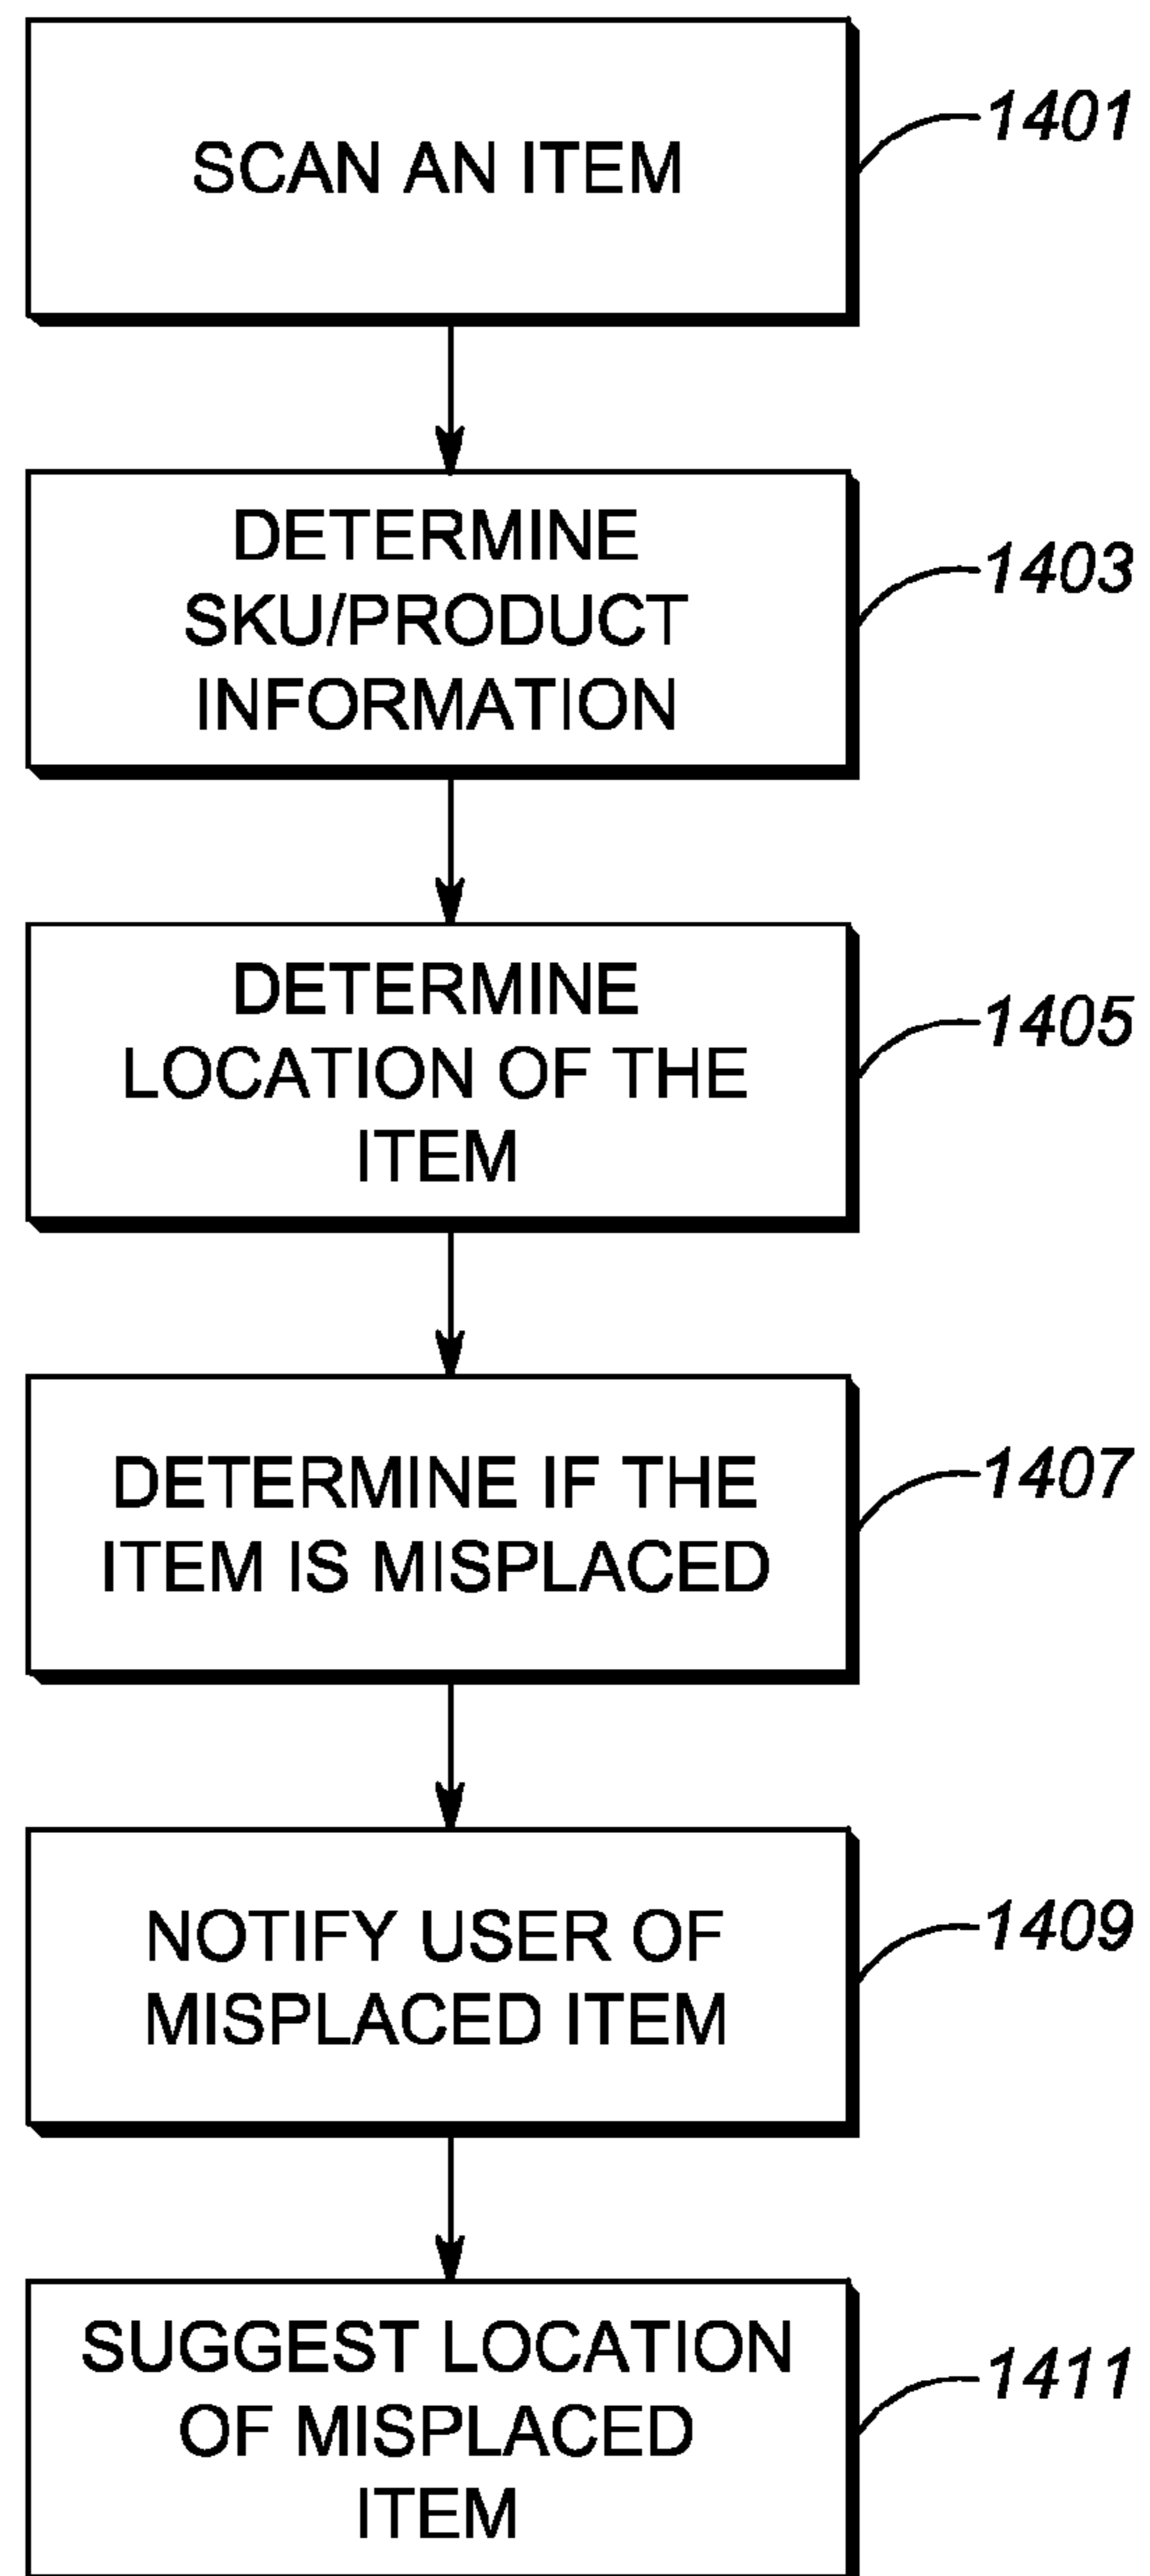 SCAN AN ITEM
1401
DETERMINE
SKU/PRODUCT
INFORMATION
1403
DETERMINE
LOCATION OF THE
ITEM
1405
DETERMINE IF THE
ITEM IS MISPLACED
1407
NOTIFY USER OF
MISPLACED ITEM
1409
SUGGEST LOCATION
OF MISPLACED
ITEM
1411